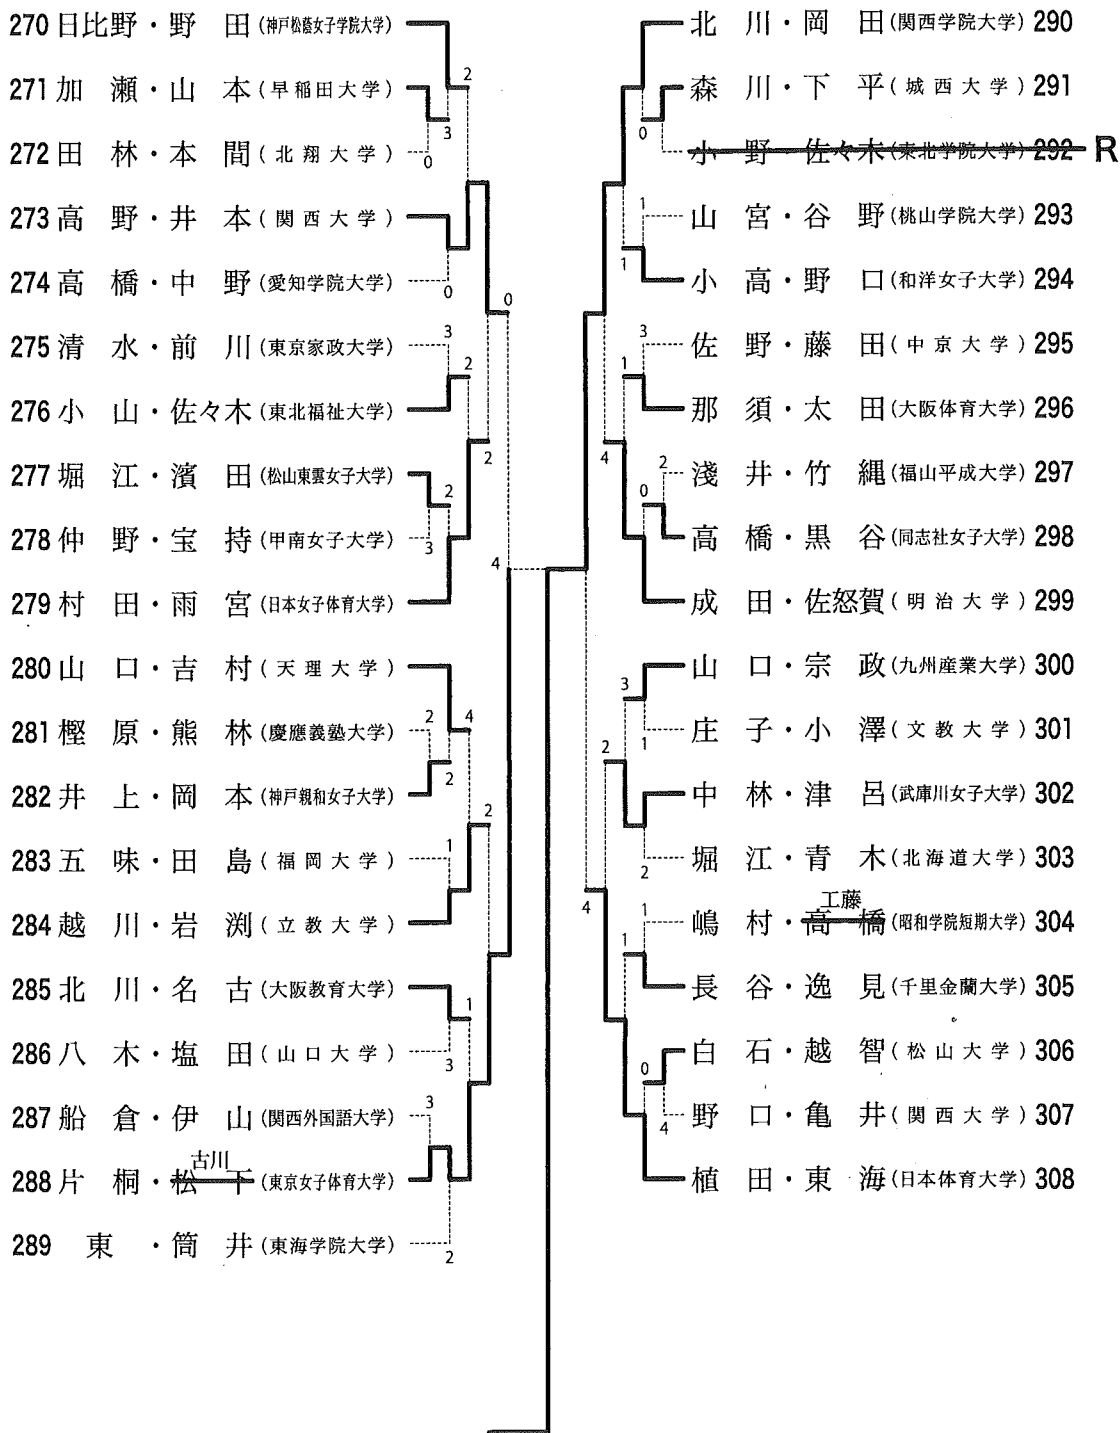 270 日比野・野 田 (神戸松蔭女子学院大学)
271 加 瀬・山 本 (早稲田大学)
272 田 林・本 間 (北翔大学)
273 高 野・井 本 (関西大学)
274 高 橋・中 野 (愛知学院大学)
275 清 水・前 川 (東京家政大学)
276 小 山・佐々木 (東北福祉大学)
277 堀 江・濱 田 (松山東雲女子大学)
278 仲 野・宝 持 (甲南女子大学)
279 村 田・雨 宮 (日本女子体育大学)
280 山 口・吉 村 (天理大学)
281 樫 原・熊 林 (慶應義塾大学)
282 井 上・岡 本 (神戸親和女子大学)
283 五 味・田 島 (福岡大学)
284 越 川・岩 渕 (立教大学)
285 北 川・名 古 (大阪教育大学)
286 八 木・塩 田 (山口大学)
287 船 倉・伊 山 (関西外国語大学)
古川
288 片 桐・松 下 (東京女子体育大学)
289 東 ・筒 井 (東海学院大学)
2
3
0
0
0
3
2
2
2
3
4
2
4
2
2
1
1
3
3
2
北 川・岡 田 (関西学院大学) 290
森 川・下 平 (城西大学) 291
小 野・佐々木 (東北学院大学) 292 R
山 宮・谷 野 (桃山学院大学) 293
小 高・野 口 (和洋女子大学) 294
佐 野・藤 田 (中京大学) 295
那 須・太 田 (大阪体育大学) 296
淺 井・竹 縄 (福山平成大学) 297
高 橋・黒 谷 (同志社女子大学) 298
成 田・佐怒賀 (明治大学) 299
山 口・宗 政 (九州産業大学) 300
庄 子・小 澤 (文教大学) 301
中 林・津 呂 (武庫川女子大学) 302
堀 江・青 木 (北海道大学) 303
工藤
嶋 村・高 橋 (昭和学院短期大学) 304
長 谷・逸 見 (千里金蘭大学) 305
白 石・越 智 (松山大学) 306
野 口・亀 井 (関西大学) 307
植 田・東 海 (日本体育大学) 308
0
1
1
3
1
4
2
0
3
1
2
2
4
1
1
0
4